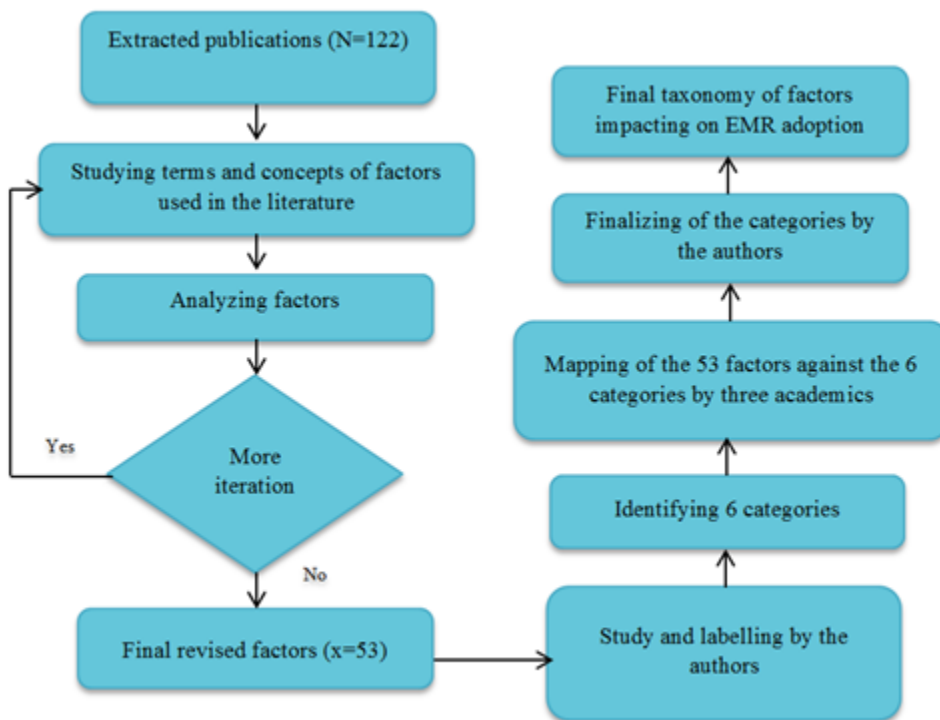 Extracted publications (N=122)
Studying terms and concepts of factors
used in the literature
Analyzing factors
More
iteration
Yes
No
Final revised factors (x=53)
Study and labelling by the
authors
Identifying 6 categories
Mapping of the 53 factors against the 6
categories by three academics
Finalizing of the categories by
the authors
Final taxonomy of factors
impacting on EMR adoption